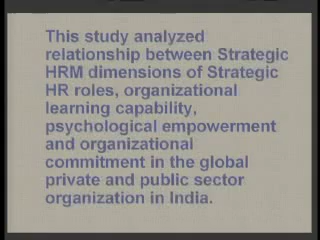 This study analyzed
relationship between Strategic
HRM dimensions of Strategic
HR roles, organizational
learning capability,
psychological empowerment
and organizational
commitment in the global
private and public sector
organization in India.